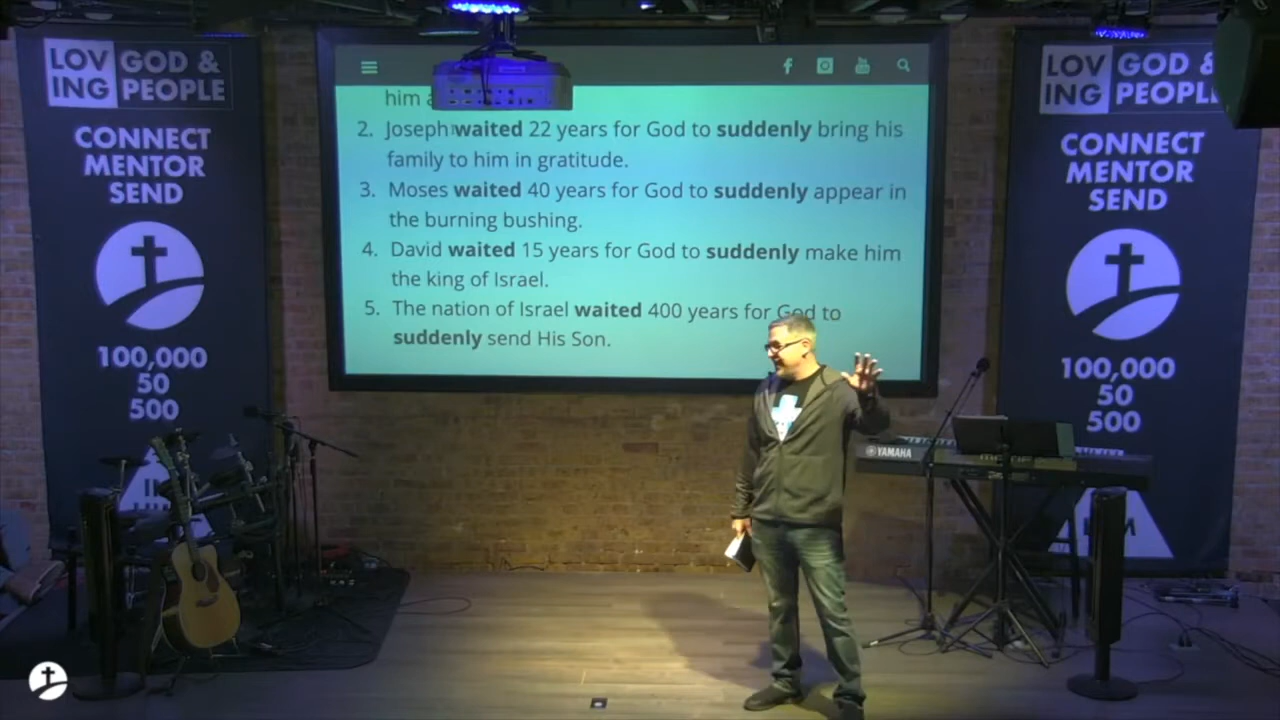 LOV
ING
GOD &
PEOPLE
CONNECT
MENTOR
SEND
100,000
50
500
him
2. Joseph waited 22 years for God to suddenly bring his
family to him in gratitude.
3. Moses waited 40 years for God to suddenly appear in
the burning bushing.
4. David waited 15 years for God to suddenly make him
the king of Israel.
5. The nation of Israel waited 400 years for God to
suddenly send His Son.
LOV
ING
GOD &
PEOPL
CONNECT
MENTOR
SEND
100,000
50
500
YAMAHA